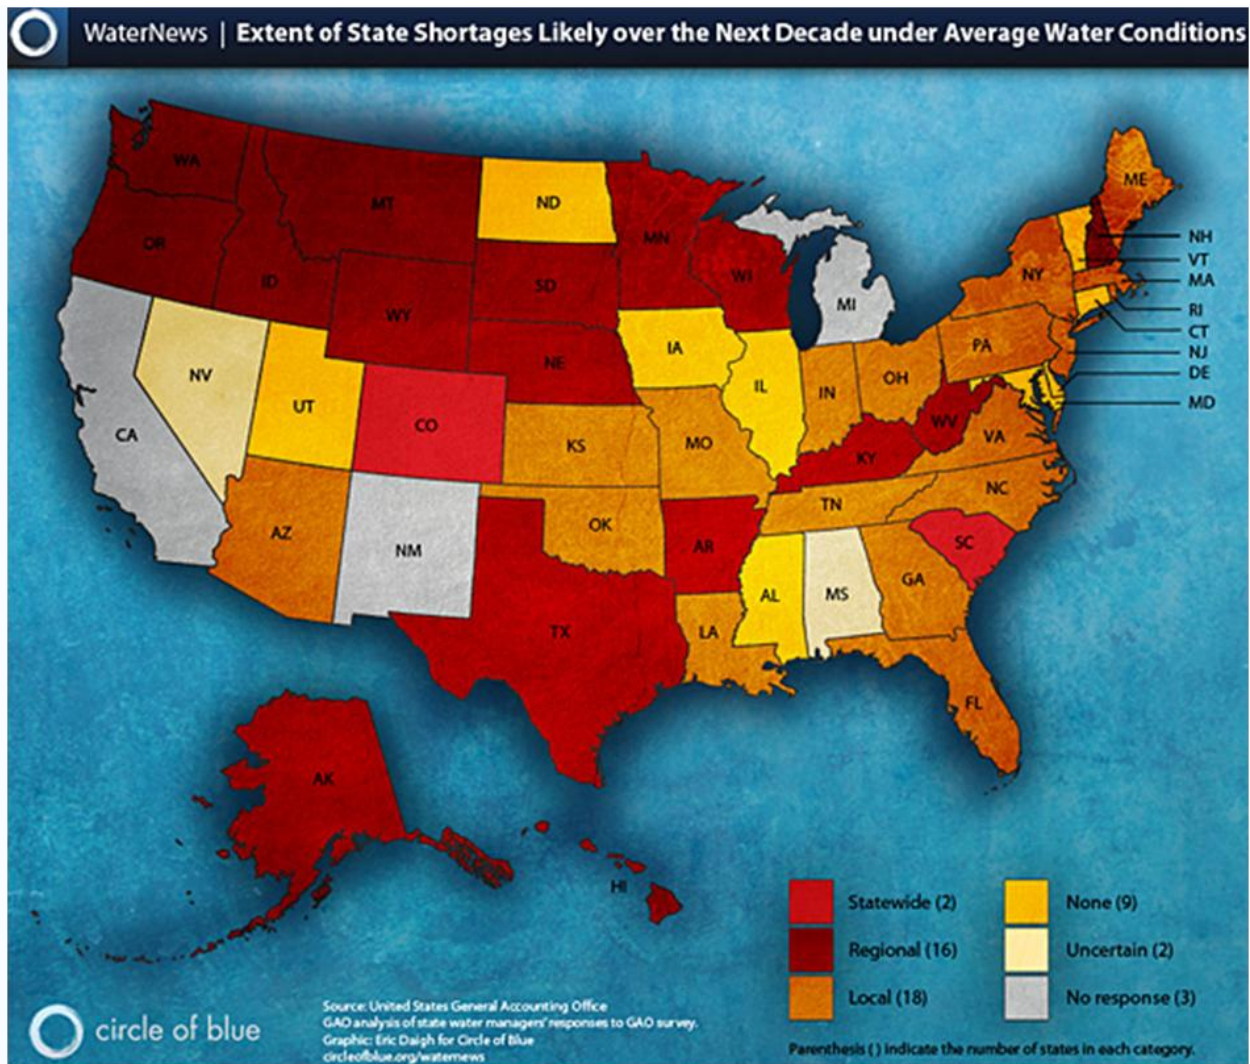 WaterNews | Extent of State Shortages Likely over the Next Decade under Average Water Conditions
WA
MT
ND
MN
ME
OR
ID
SD
WI
NH
VT
MA
NY
WY
MI
RI
CT
NE
IA
PA
NJ
DE
MD
NV
UT
IL
IN
OH
CA
CO
WV
VA
KS
MO
KY
NC
TN
AZ
OK
NM
AR
SC
GA
AL
MS
TX
LA
FL
AK
HI
Statewide (2)
None (9)
Regional (16)
Uncertain (2)
Local (18)
No response (3)
circle of blue
Source: United States General Accounting Office
GAO analysis of state water managers' responses to GAO survey.
Graphic: Eric Daigh for Circle of Blue
circleofblue.org/waternews
Parenthesis ( ) indicate the number of states in each category.